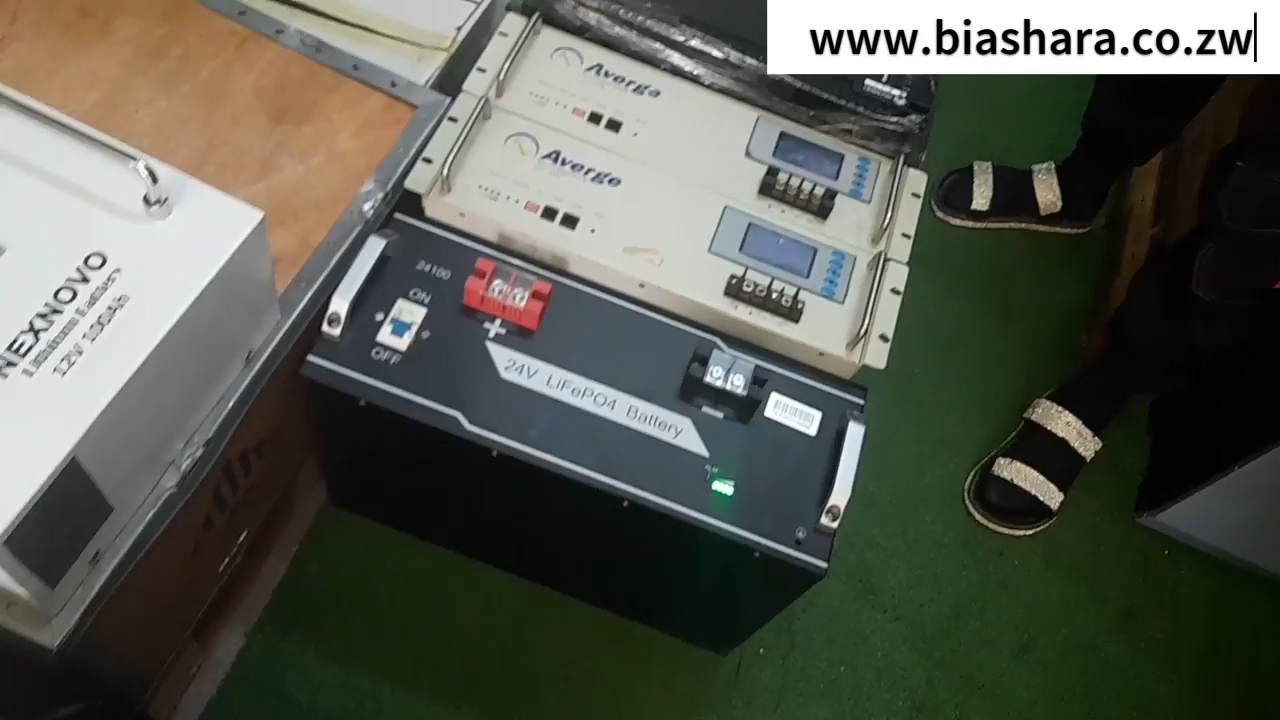 www.biashara.co.zw
Averge
Averge
24100
ON
OFF
+
24V LiFePO4 Battery
-
NEXNOVO
Lithium Battery
12V 100Ah